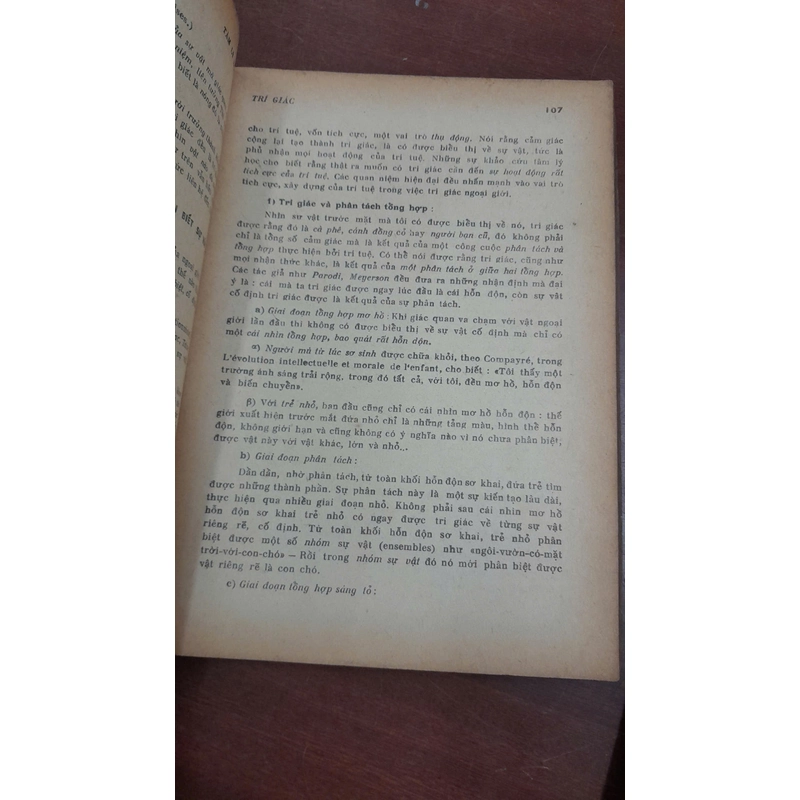 TRI GIÁC
107
cho trí tuệ, vốn tích cực, một vai trò thụ động. Nói rằng cảm giác
cộng lại tạo thành tri giác, là có được biểu thị về sự vật, tức là
phủ nhận mọi hoạt động của trí tuệ. Những sự khảo cứu tâm lý
học cho biết rằng thật ra muốn có tri giác cần đến sự hoạt động rất
tích cực của trí tuệ. Các quan niệm hiện đại đều nhấn mạnh vào vai trò
tích cực, xây dựng của trí tuệ trong việc tri giác ngoại giới.
1) Tri giác và phân tách tổng hợp :
Nhìn sự vật trước mặt mà tôi có được biểu thị về nó, tri giác
được rằng đó là cà phê, cánh đồng cỏ hay người bạn cũ, đó không phải
chỉ là tổng số cảm giác mà là kết quả của một công cuộc phân tách và
tổng hợp thực hiện bởi trí tuệ. Có thể nói được rằng tri giác, cũng như
mọi nhận thức khác, là kết quả của một phân tách ở giữa hai tổng hợp.
Các tác giả như Parodi, Meyerson đều đưa ra những nhận định mà đại
ý là : cái mà ta tri giác được ngay lúc đầu là cái hỗn độn, còn sự vật
cố định tri giác được là kết quả của sự phân tách.
a) Giai đoạn tổng hợp mơ hồ : Khi giác quan va chạm với vật ngoại
giới lần đầu thì không có được biểu thị về sự vật cố định mà chỉ có
một cái nhìn tổng hợp, bao quát rất hỗn độn.
α) Người mù từ lúc sơ sinh được chữa khỏi, theo Compayré, trong
L'évolution intellectuelle et morale de l'enfant, cho biết : «Tôi thấy một
trường ánh sáng trải rộng, trong đó tất cả, với tôi, đều mơ hồ, hỗn độn
và biến chuyển».
β) Với trẻ nhỏ, ban đầu cũng chỉ có cái nhìn mơ hồ hỗn độn : thế
giới xuất hiện trước mắt đứa nhỏ chỉ là những tảng màu, hình thể hỗn
độn, không giới hạn và cũng không có ý nghĩa nào vì nó chưa phân biệt,
được vật này với vật khác, lớn và nhỏ...
b) Giai đoạn phân tách :
Dần dần, nhờ phân tách, từ toàn khối hỗn độn sơ khai, đứa trẻ tìm
được những thành phần. Sự phân tách này là một sự kiến tạo lâu dài,
thực hiện qua nhiều giai đoạn nhỏ. Không phải sau cái nhìn mơ hồ
hỗn độn sơ khai trẻ nhỏ có ngay được tri giác về từng sự vật
riêng rẽ, cố định. Từ toàn khối hỗn độn sơ khai, trẻ nhỏ phân
biệt được một số nhóm sự vật (ensembles) như «ngôi-vườn-có-mặt
trời-với-con-chó» — Rồi trong nhóm sự vật đó nó mới phân biệt được
vật riêng rẽ là con chó.
c) Giai đoạn tổng hợp sáng tỏ :